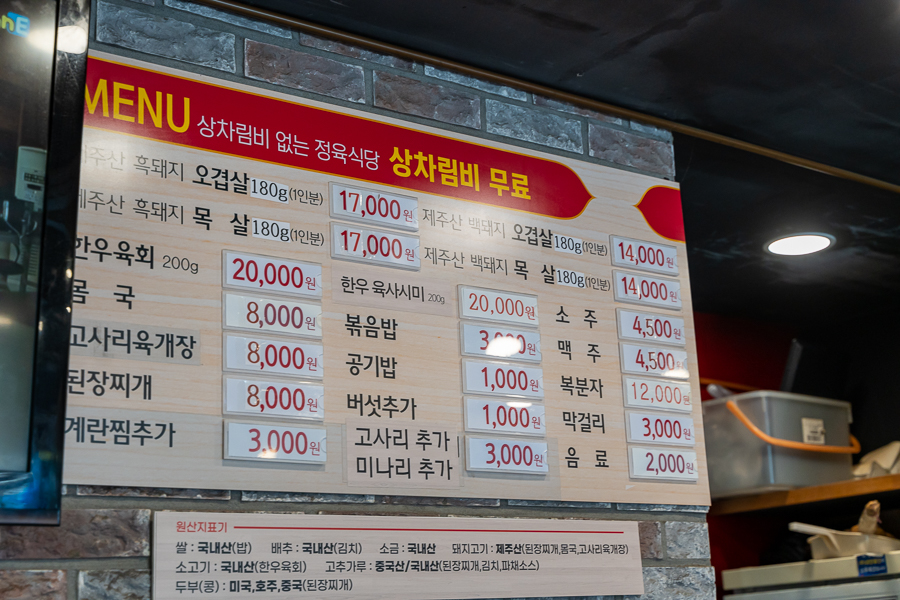 MENU 상차림비 없는 정육식당 상차림비 무료
제주산 흑돼지 오겹살 180g(1인분) 17,000원
제주산 흑돼지 목 살 180g(1인분) 17,000원
한우육회 200g 20,000원
몸 국 8,000원
고사리육개장 8,000원
된장찌개 8,000원
계란찜추가 3,000원
제주산 백돼지 오겹살 180g(1인분) 14,000원
제주산 백돼지 목 살 180g(1인분) 14,000원
한우 육사시미 200g 20,000원
볶음밥 3,000원
공기밥 1,000원
버섯추가 1,000원
고사리 추가
미나리 추가 3,000원
소 주 4,500원
맥 주 4,500원
복분자 12,000원
막걸리 3,000원
음 료 2,000원
원산지표기
쌀 : 국내산(밥) 배추 : 국내산(김치) 소금 : 국내산 돼지고기 : 제주산(된장찌개,몸국,고사리육개장)
소고기 : 국내산(한우육회) 고추가루 : 중국산/국내산(된장찌개,김치,파채소스)
두부(콩) : 미국,호주,중국(된장찌개)